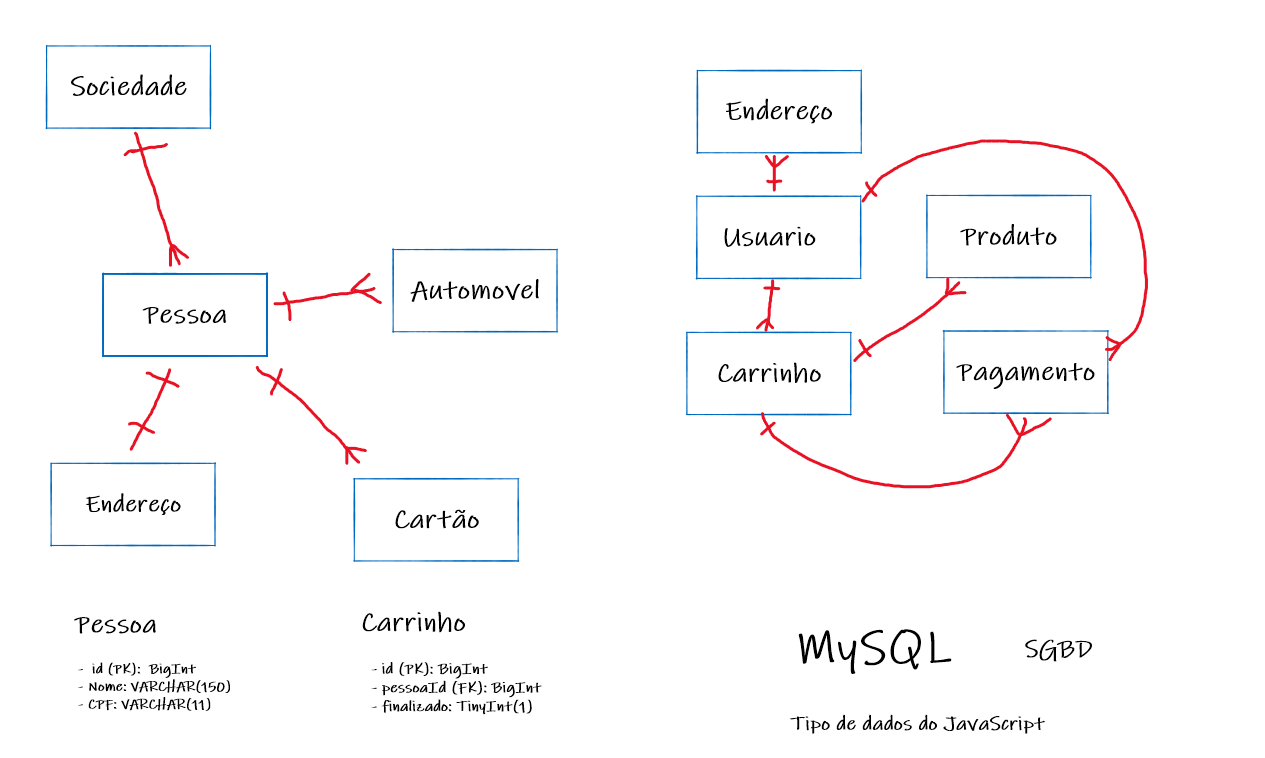 Sociedade
Pessoa
Automovel
Endereço
Cartão
Endereço
Usuario
Produto
Carrinho
Pagamento
Pessoa
- id (PK): BigInt
- Nome: VARCHAR(150)
- CPF: VARCHAR(11)
Carrinho
- id (PK): BigInt
- pessoaId (FK): BigInt
- finalizado: TinyInt(1)
MySQL
SGBD
Tipo de dados do JavaScript